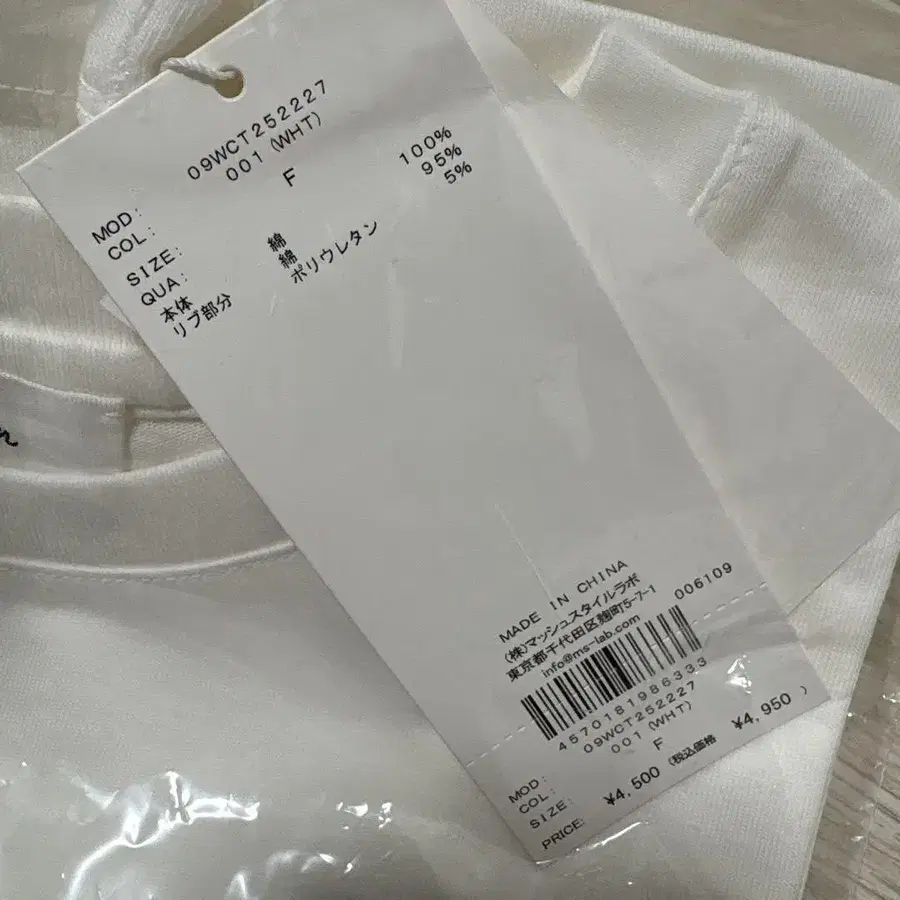 MOD: 09WCT252227
COL: 001 (WHT)
SIZE: F
QUA:
本体 綿 100%
リブ部分 綿 95%
ポリウレタン 5%
MADE IN CHINA
(株)マッシュスタイルラボ
東京都千代田区麹町5-7-1
info@ms-lab.com
006109
4570181986333
MOD: 09WCT252227
COL: 001 (WHT)
SIZE: F
PRICE: ¥4,500 (税込価格 ¥4,950 )